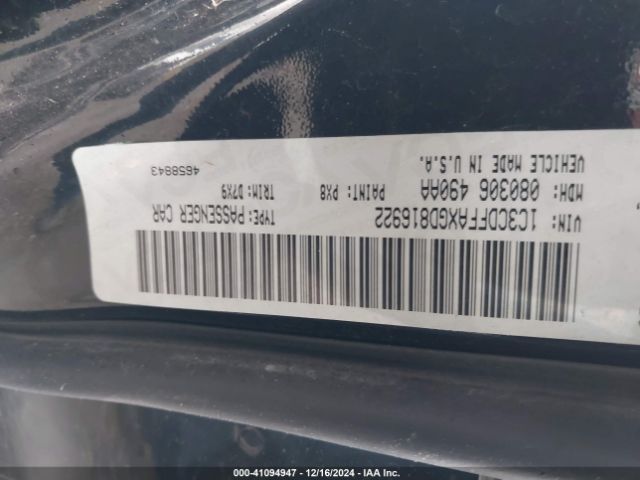 VIN: 1C3CDFFAXGD816922 TYPE: PASSENGER CAR
MDH: 080306 490AA PAINT: PX8 TRIM: D7X9
VEHICLE MADE IN U.S.A. 4658843
000-41094947 - 12/16/2024 - IAA Inc.